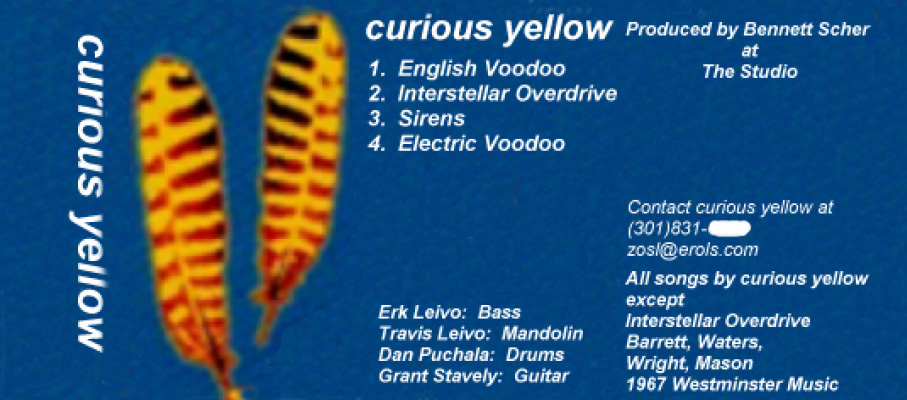 curious yellow
curious yellow
1. English Voodoo
2. Interstellar Overdrive
3. Sirens
4. Electric Voodoo
Produced by Bennett Scher
at
The Studio
Contact curious yellow at
(301)831-
zosl@erols.com
All songs by curious yellow
except
Interstellar Overdrive
Barrett, Waters,
Wright, Mason
1967 Westminster Music
Erk Leivo: Bass
Travis Leivo: Mandolin
Dan Puchala: Drums
Grant Stavely: Guitar